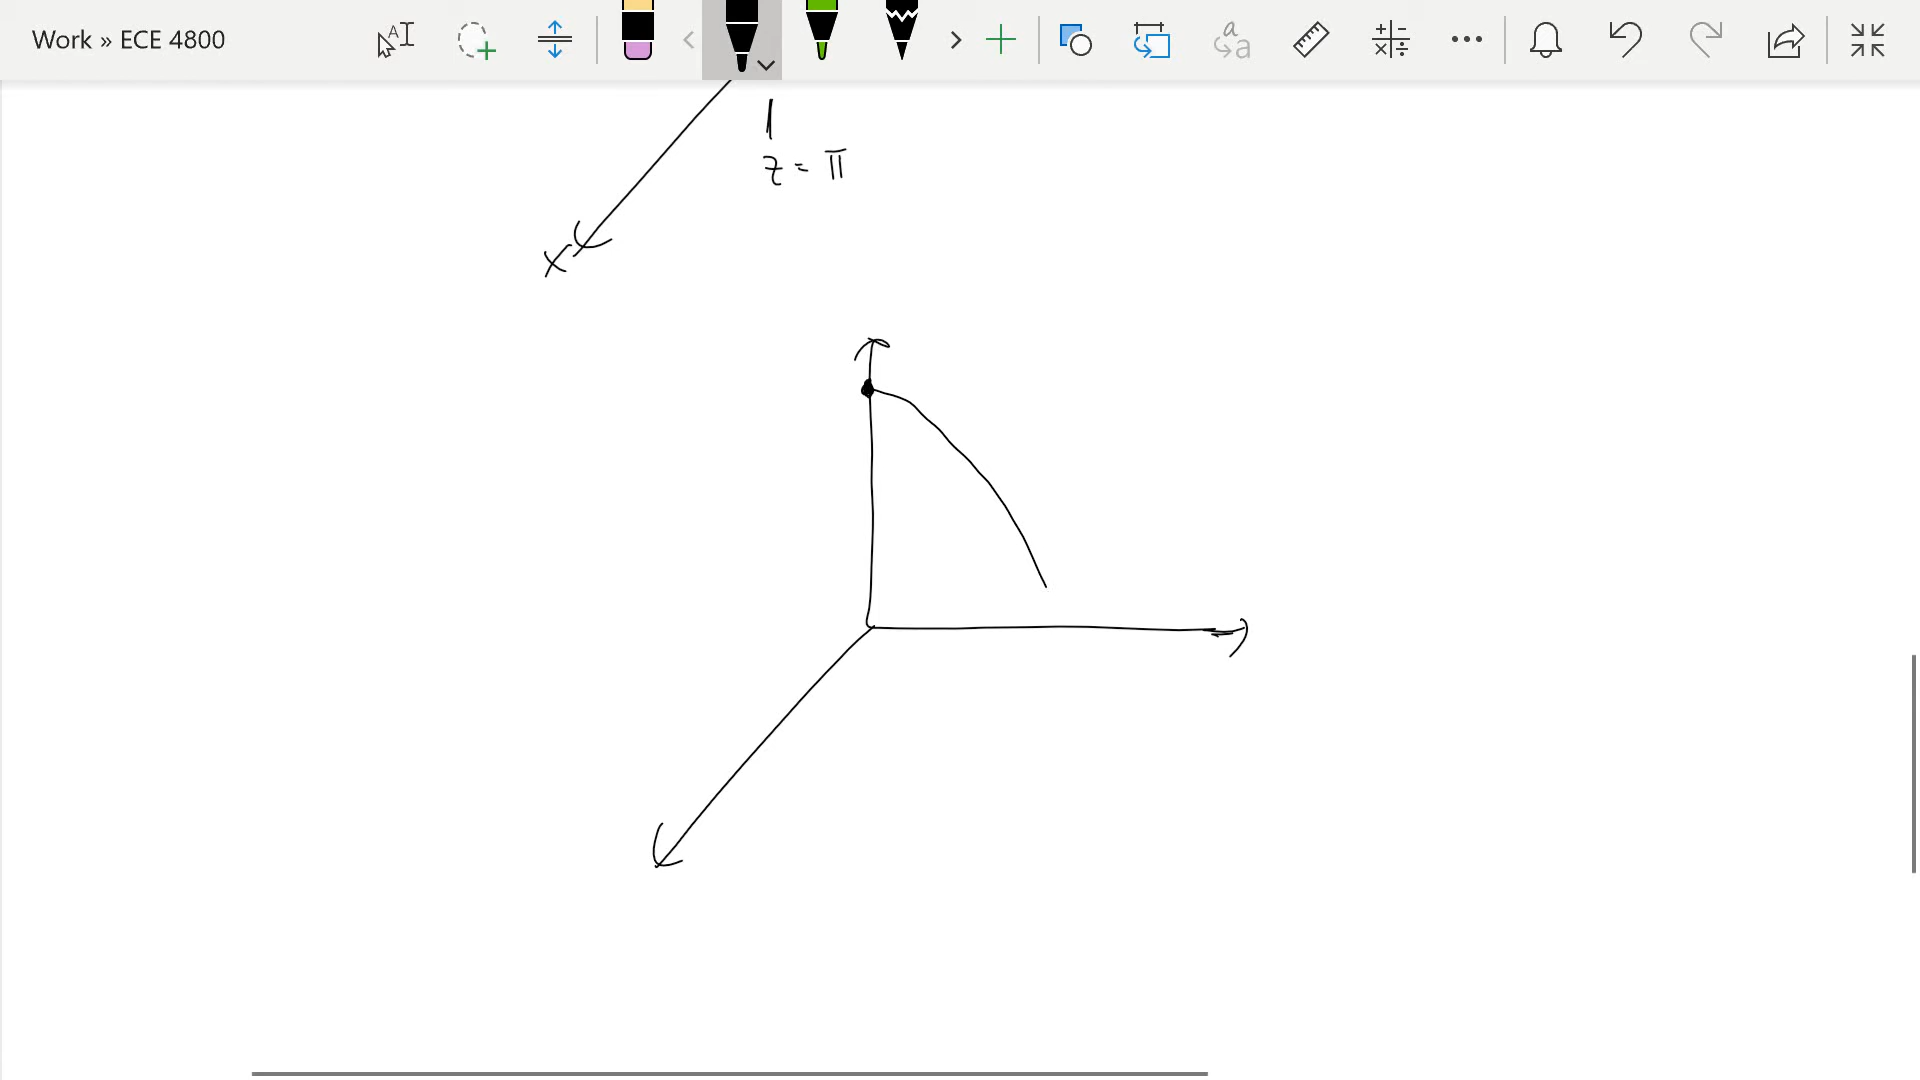 Work » ECE 4800
z = π
x